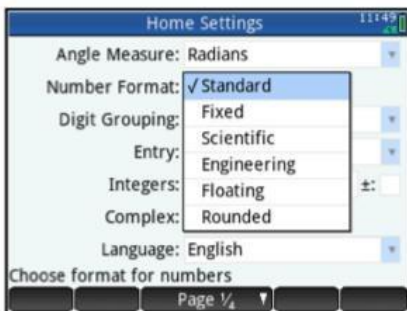 Home Settings 11:49
Angle Measure: Radians
Number Format: √ Standard
Fixed
Digit Grouping:
Scientific
Entry:
Engineering
Integers: Floating ±:
Complex: Rounded
Language: English
Choose format for numbers
Page ¼ ▼